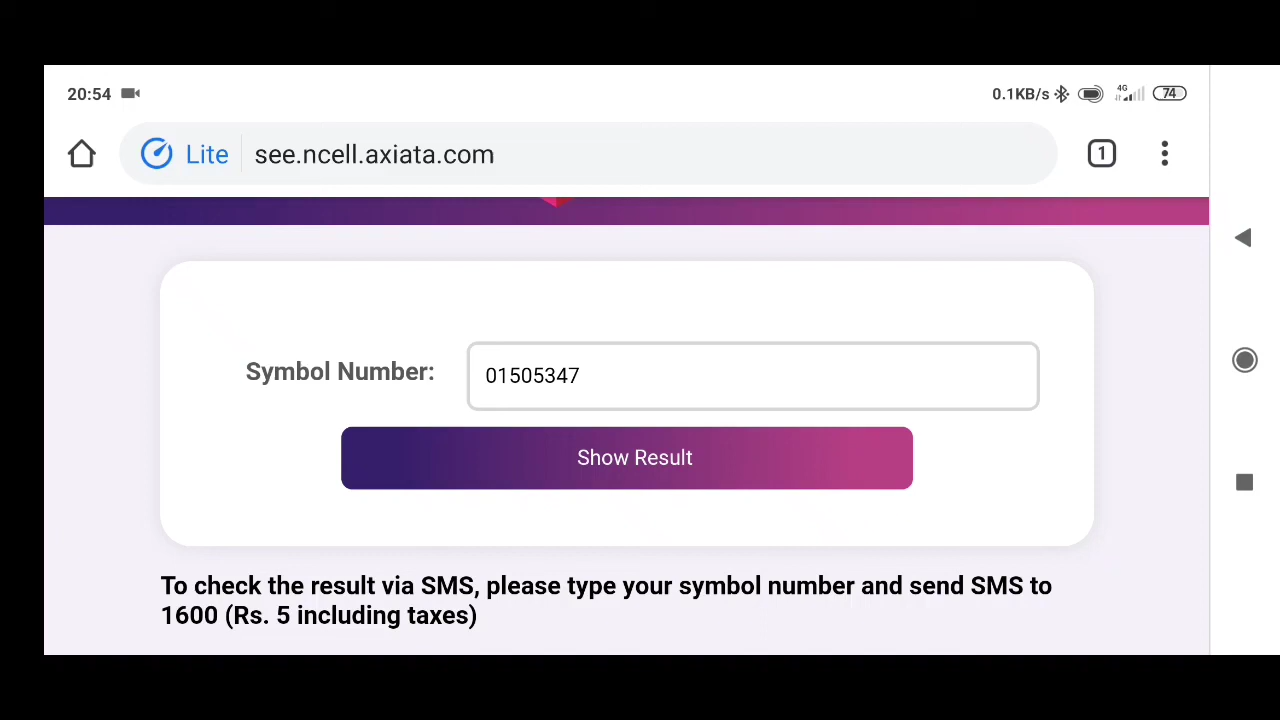 20:54 0.1KB/s 4G 74
Lite see.ncell.axiata.com 1
Symbol Number: 01505347
Show Result
To check the result via SMS, please type your symbol number and send SMS to
1600 (Rs. 5 including taxes)